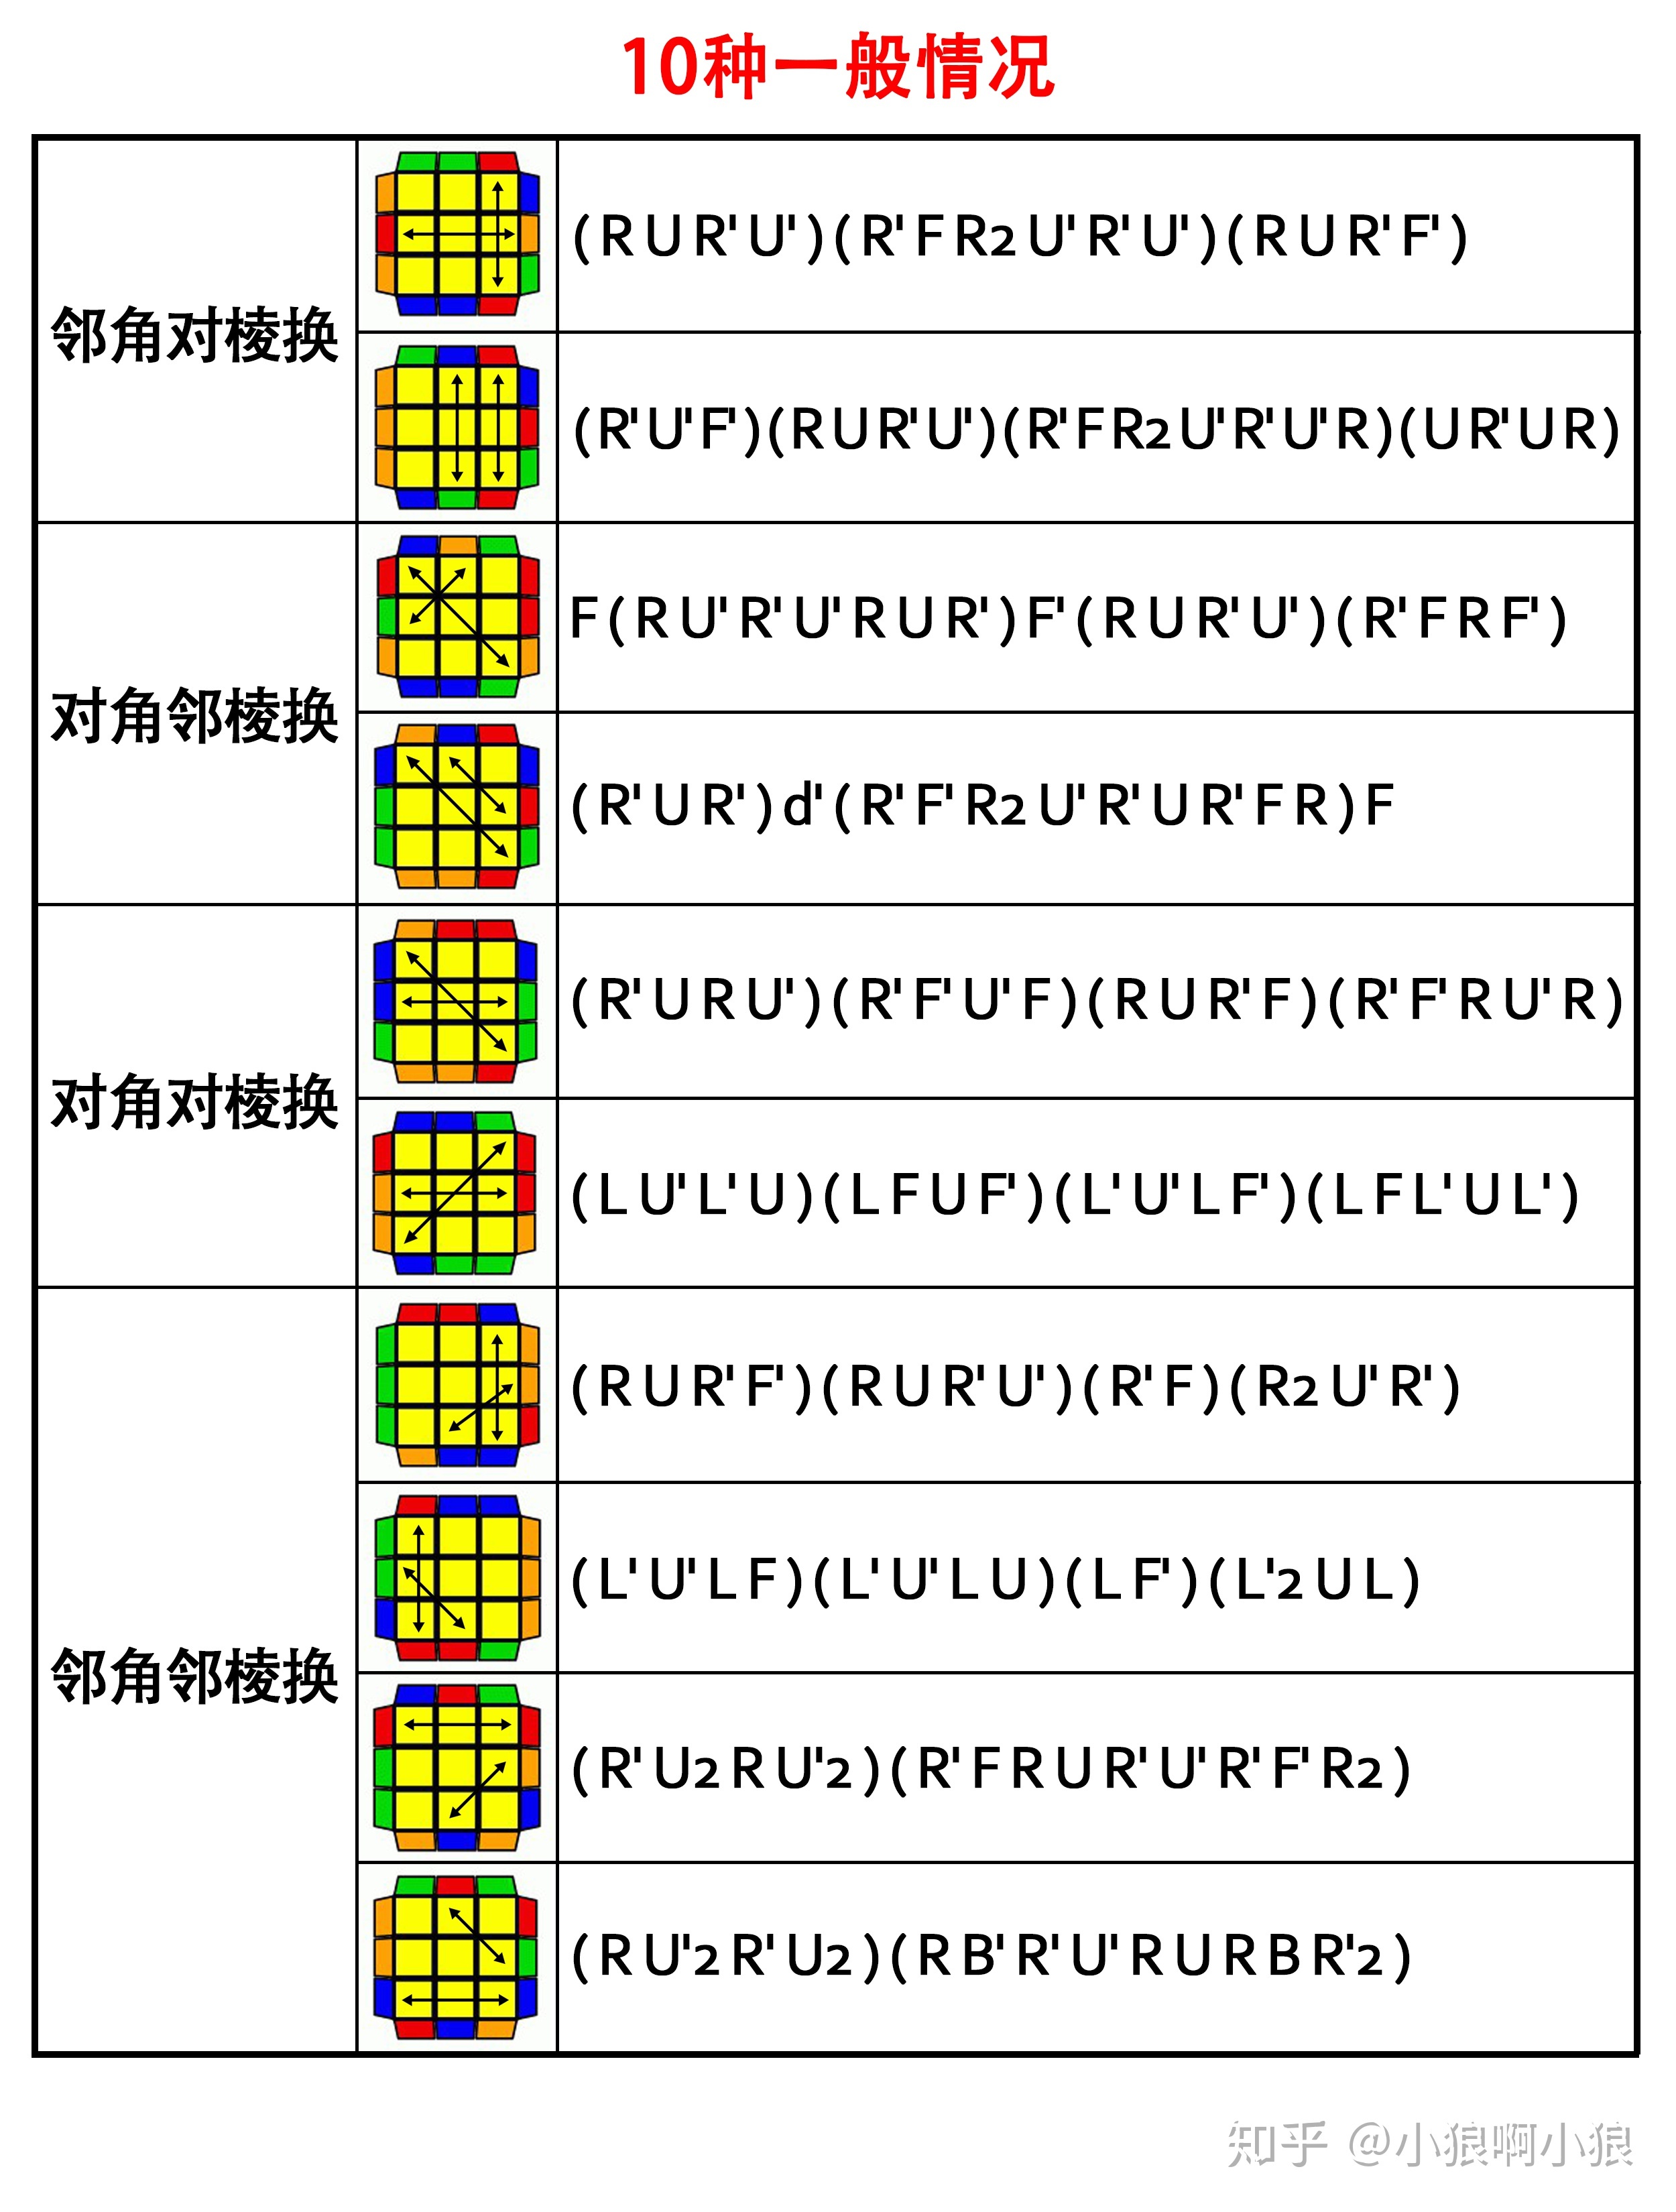 10种一般情况
邻角对棱换
(R U R' U') (R' F R2 U' R' U') (R U R' F')
(R' U' F') (R U R' U') (R' F R2 U' R' U' R) (U R' U R)
对角邻棱换
F (R U' R' U' R U R') F' (R U R' U') (R' F R F')
(R' U R') d' (R' F' R2 U' R' U R' F R) F
对角对棱换
(R' U R U') (R' F' U' F) (R U R' F) (R' F' R U' R)
(L U' L' U) (L F U F') (L' U' L F') (L F L' U L')
邻角邻棱换
(R U R' F') (R U R' U') (R' F) (R2 U' R')
(L' U' L F) (L' U' L U) (L F') (L'2 U L)
(R' U2 R U'2) (R' F R U R' U' R' F' R2)
(R U'2 R' U2) (R B' R' U' R U R B R'2)
知乎 @小狼啊小狼